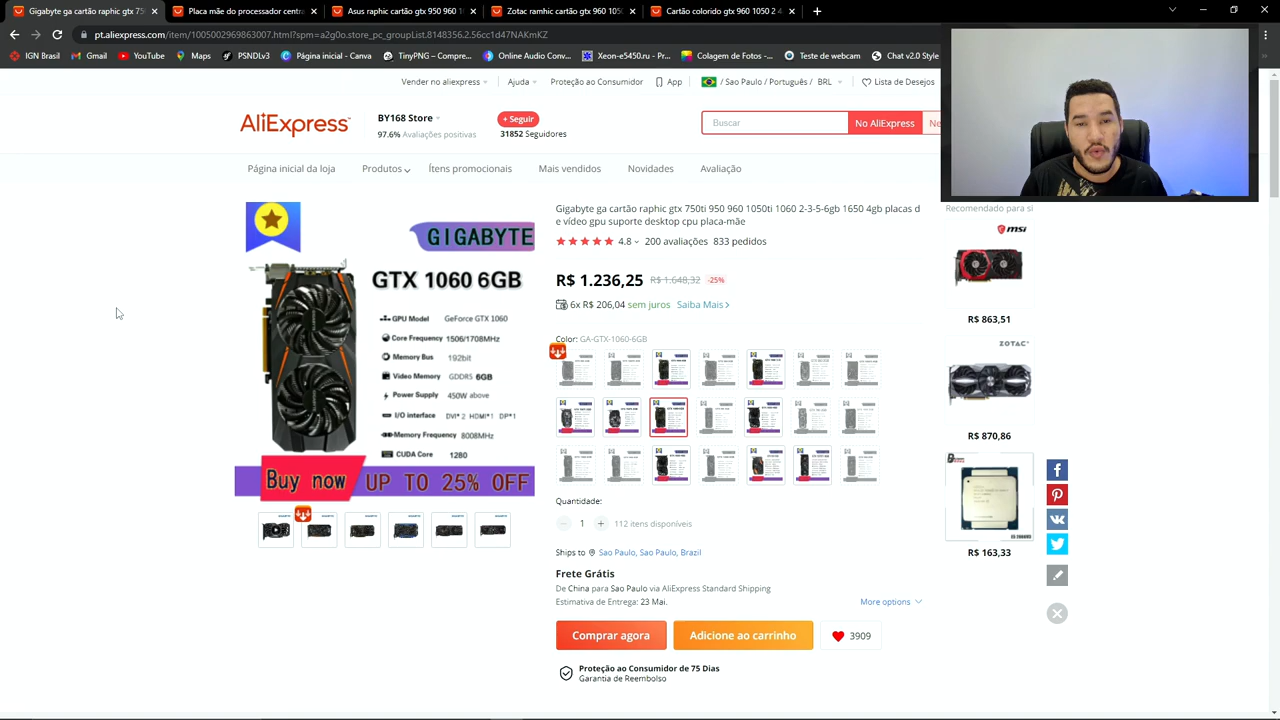 Gigabyte ga cartão raphic gtx 75
Placa mãe do processador centra
Asus raphic cartão gtx 950 960 1
Zotac ramhic cartão gtx 960 105
Cartão colorido gtx 960 1050 2 4
pt.aliexpress.com/item/1005002969863007.html?spm=a2g0o.store_pc_groupList.8148356.2.56cc1d47NAKmKZ
IGN Brasil
Gmail
YouTube
Maps
PSNDLv3
Página inicial - Canva
TinyPNG – Compre...
Online Audio Conv...
Xeon-e5450.ru - Pr...
Colagem de Fotos -...
Teste de webcam
Chat v2.0 Style
Vender no aliexpress
Ajuda
Proteção ao Consumidor
App
/ Sao Paulo / Português / BRL
Lista de Desejos
AliExpress
BY168 Store
97.6% Avaliações positivas
+ Seguir
31852 Seguidores
Buscar
No AliExpress
Ne
Página inicial da loja
Produtos
Ítens promocionais
Mais vendidos
Novidades
Avaliação
GIGABYTE
GTX 1060 6GB
GPU Model GeForce GTX 1060
Core Frequency 1506/1708MHz
Memory Bus 192bit
Video Memory GDDR5 6GB
Power Supply 450W above
I/O interface DVI* 2 HDMI*1 DP*1
Memory Frequency 8008MHz
CUDA Core 1280
Buy now UP TO 25% OFF
Gigabyte ga cartão raphic gtx 750ti 950 960 1050ti 1060 2-3-5-6gb 1650 4gb placas d
e vídeo gpu suporte desktop cpu placa-mãe
4.8 200 avaliações 833 pedidos
R$ 1.236,25 R$ 1.648,32 -25%
6x R$ 206,04 sem juros Saiba Mais
Color: GA-GTX-1060-6GB
Quantidade:
1 112 itens disponíveis
Ships to Sao Paulo, Sao Paulo, Brazil
Frete Grátis
De China para Sao Paulo via AliExpress Standard Shipping
Estimativa de Entrega: 23 Mai.
More options
Comprar agora
Adicione ao carrinho
3909
Proteção ao Consumidor de 75 Dias
Garantia de Reembolso
Recomendado para si
msi
R$ 863,51
ZOTAC
R$ 870,86
R$ 163,33